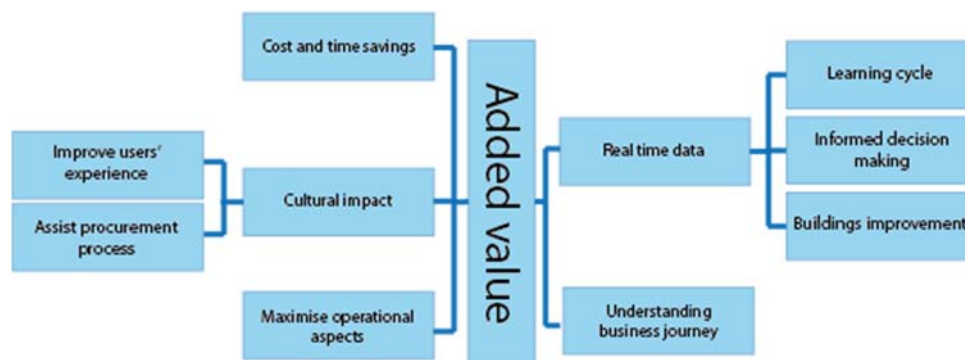 Cost and time savings
Improve users’
experience
Assist procurement
process
Cultural impact
Maximise operational
aspects
Added value
Real time data
Understanding
business journey
Learning cycle
Informed decision
making
Buildings improvement